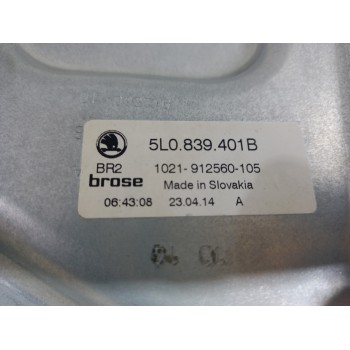 5L0.839.401B
BR2 1021- 912560-105
brose Made in Slovakia
06:43:08 23.04.14 A